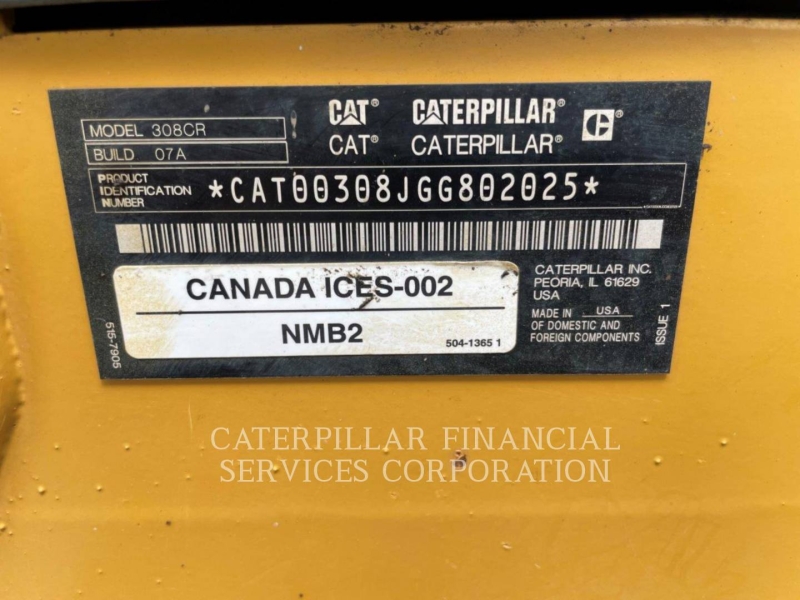 MODEL 308CR
BUILD 07A
CAT® CATERPILLAR® C
CAT® CATERPILLAR®
PRODUCT
IDENTIFICATION
NUMBER
*CAT00308JGG802025*
CANADA ICES-002
NMB2
504-1365 1
515-7905
CATERPILLAR INC.
PEORIA, IL 61629
USA
MADE IN USA
OF DOMESTIC AND
FOREIGN COMPONENTS
ISSUE 1
CATERPILLAR FINANCIAL
SERVICES CORPORATION